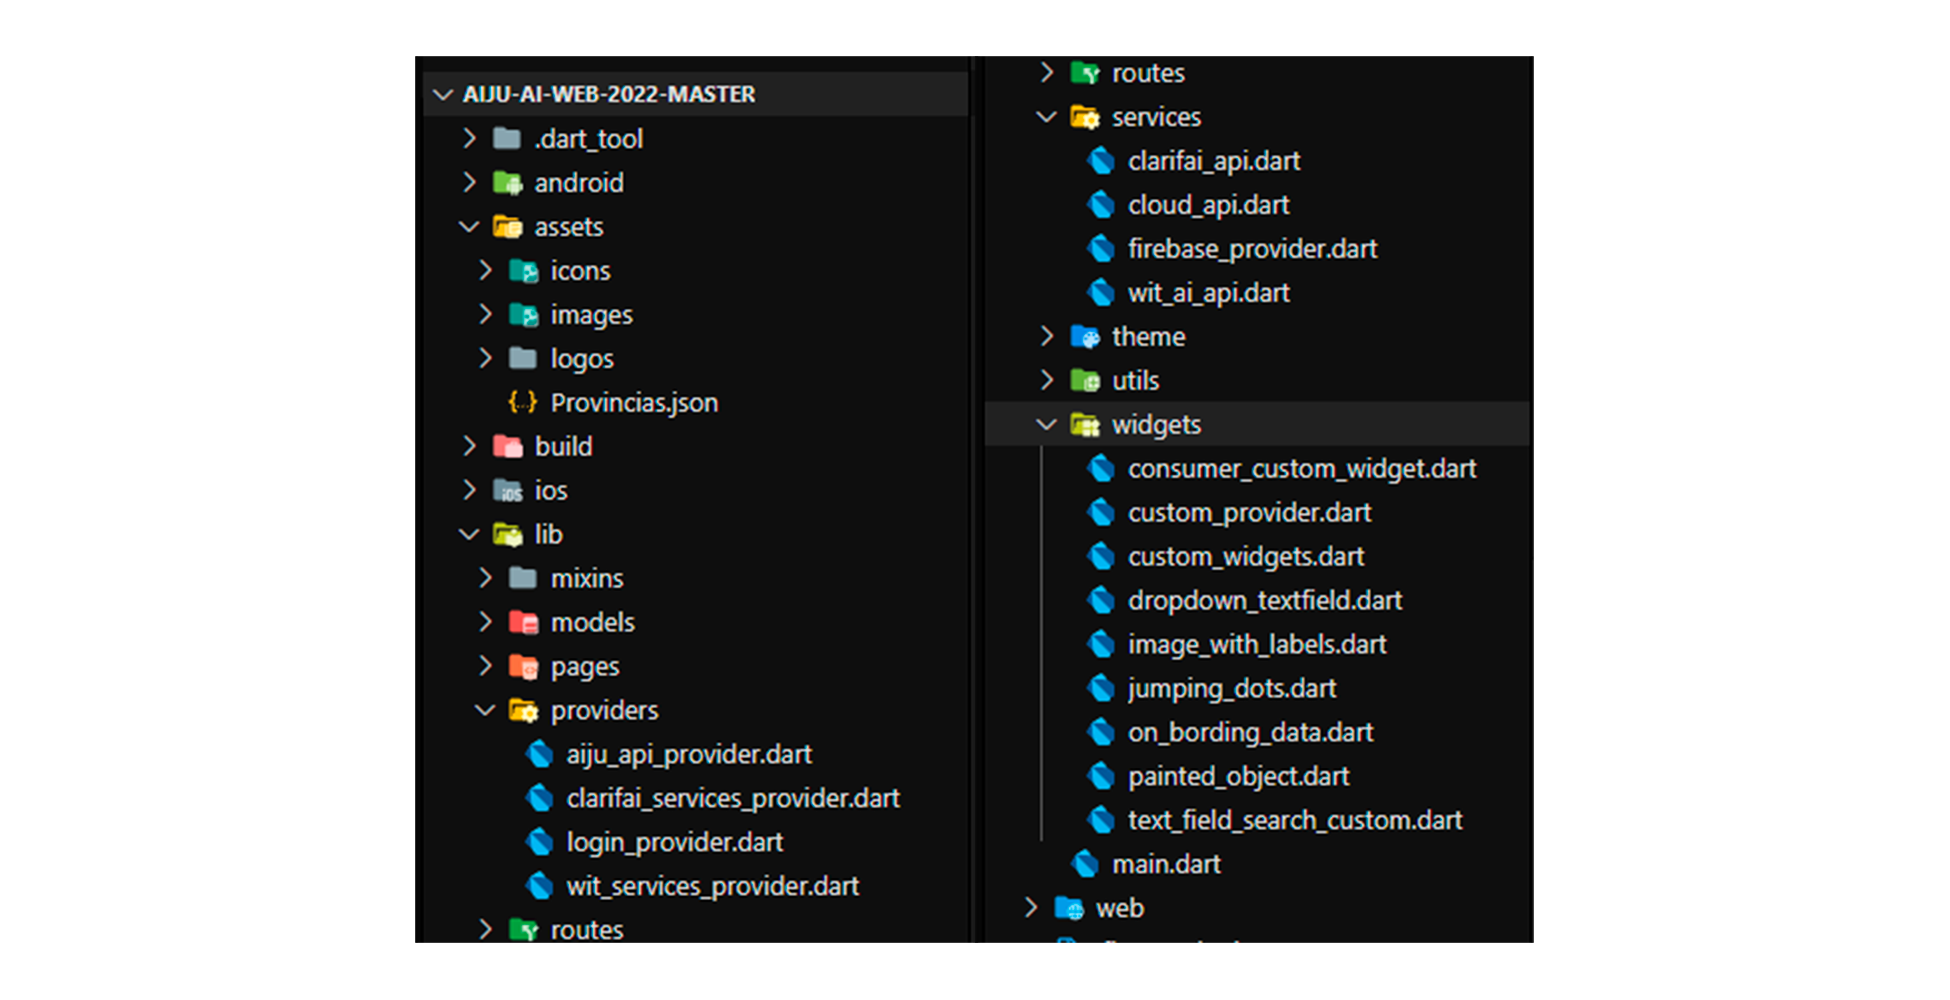 AIJU-AI-WEB-2022-MASTER
.dart_tool
android
assets
icons
images
logos
{..} Provincias.json
build
ios
lib
mixins
models
pages
providers
aiju_api_provider.dart
clarifai_services_provider.dart
login_provider.dart
wit_services_provider.dart
routes
routes
services
clarifai_api.dart
cloud_api.dart
firebase_provider.dart
wit_ai_api.dart
theme
utils
widgets
consumer_custom_widget.dart
custom_provider.dart
custom_widgets.dart
dropdown_textfield.dart
image_with_labels.dart
jumping_dots.dart
on_bording_data.dart
painted_object.dart
text_field_search_custom.dart
main.dart
web